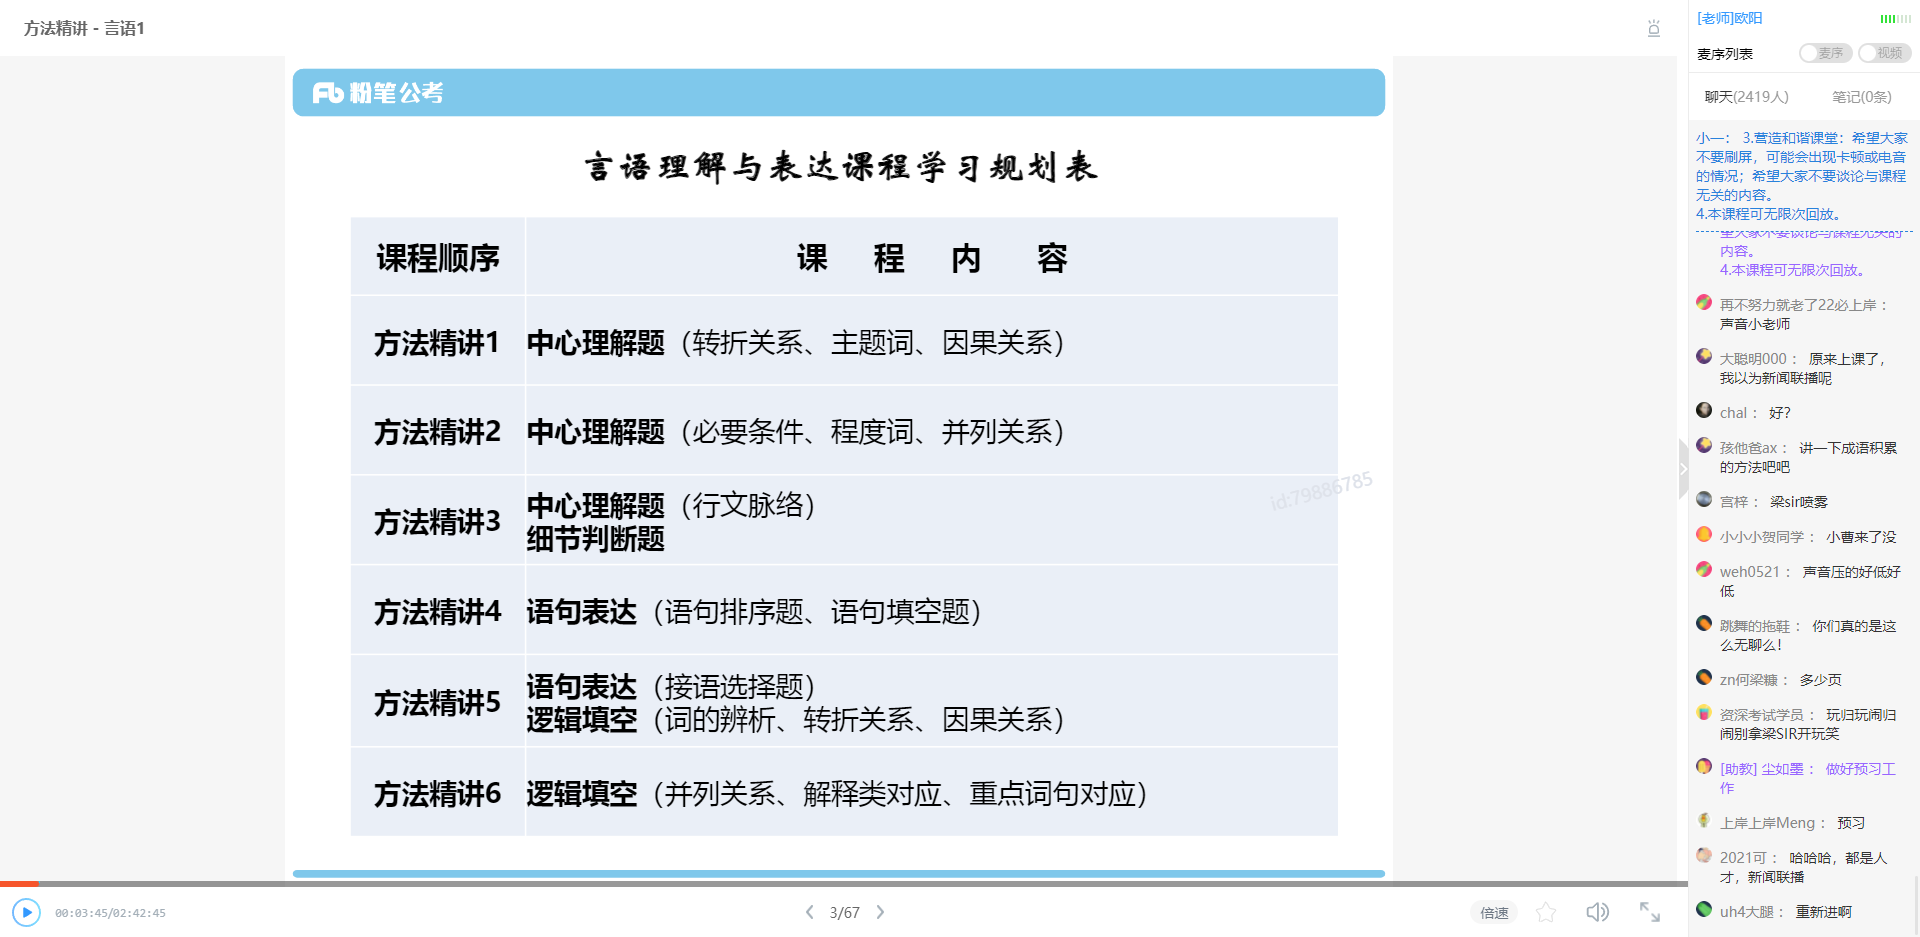 方法精讲 - 言语1
粉笔公考
言语理解与表达课程学习规划表
课程顺序 课 程 内 容
方法精讲1 中心理解题（转折关系、主题词、因果关系）
方法精讲2 中心理解题（必要条件、程度词、并列关系）
方法精讲3 中心理解题（行文脉络）
细节判断题
方法精讲4 语句表达（语句排序题、语句填空题）
方法精讲5 语句表达（接语选择题）
逻辑填空（词的辨析、转折关系、因果关系）
方法精讲6 逻辑填空（并列关系、解释类对应、重点词句对应）
id:79886785
00:03:45/02:42:45
3/67
倍速
[老师]欧阳
麦序列表 麦序 视频
聊天(2419人) 笔记(0条)
小一： 3.营造和谐课堂：希望大家
不要刷屏，可能会出现卡顿或电音
的情况；希望大家不要谈论与课程
无关的内容。
4.本课程可无限次回放。
望大家不要谈论与课程无关的
内容。
4.本课程可无限次回放。
再不努力就老了22必上岸：
声音小老师
大聪明000： 原来上课了，
我以为新闻联播呢
chal： 好？
孩他爸ax： 讲一下成语积累
的方法吧吧
宫梓： 梁sir喷雾
小小小贺同学： 小曹来了没
weh0521： 声音压的好低好
低
跳舞的拖鞋： 你们真的是这
么无聊么！
zn何梁糠： 多少页
资深考试学员： 玩归玩闹归
闹别拿梁SIR开玩笑
[助教] 尘如墨： 做好预习工
作
上岸上岸Meng： 预习
2021可： 哈哈哈，都是人
才，新闻联播
uh4大腿： 重新进啊